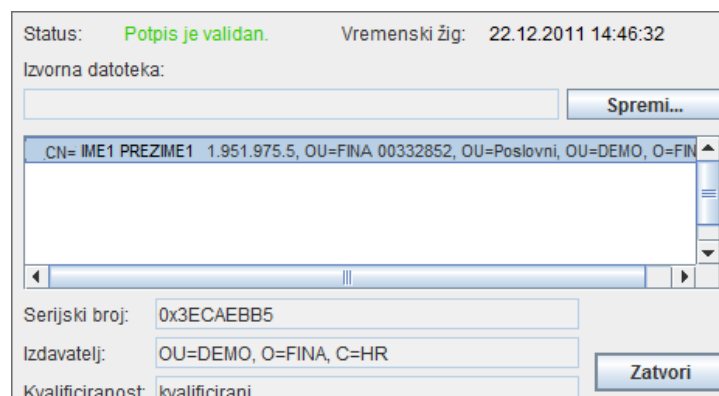 Status: Potpis je validan. Vremenski žig: 22.12.2011 14:46:32
Izvorna datoteka:
Spremi...
CN= IME1 PREZIME1 1.951.975.5, OU=FINA 00332852, OU=Poslovni, OU=DEMO, O=FIN
Serijski broj: 0x3ECAEBB5
Izdavatelj: OU=DEMO, O=FINA, C=HR
Zatvori
Kvalificiranost: kvalificirani